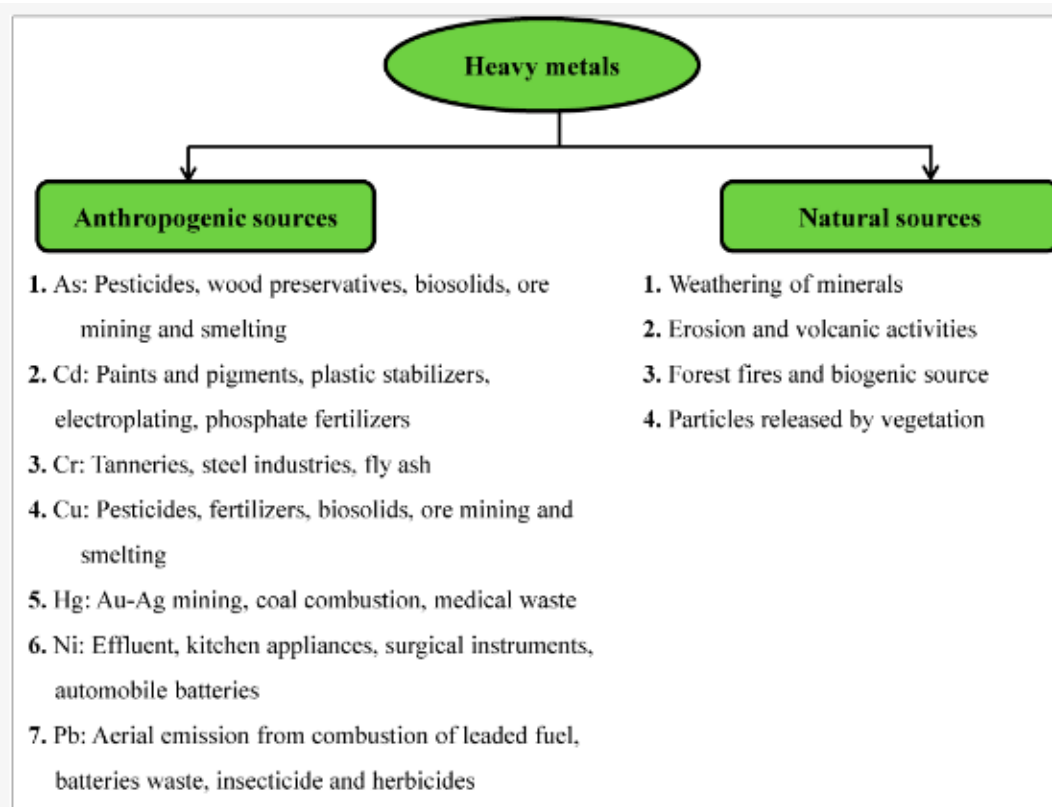 Heavy metals
Anthropogenic sources
1. As: Pesticides, wood preservatives, biosolids, ore
mining and smelting
2. Cd: Paints and pigments, plastic stabilizers,
electroplating, phosphate fertilizers
3. Cr: Tanneries, steel industries, fly ash
4. Cu: Pesticides, fertilizers, biosolids, ore mining and
smelting
5. Hg: Au-Ag mining, coal combustion, medical waste
6. Ni: Effluent, kitchen appliances, surgical instruments,
automobile batteries
7. Pb: Aerial emission from combustion of leaded fuel,
batteries waste, insecticide and herbicides
Natural sources
1. Weathering of minerals
2. Erosion and volcanic activities
3. Forest fires and biogenic source
4. Particles released by vegetation